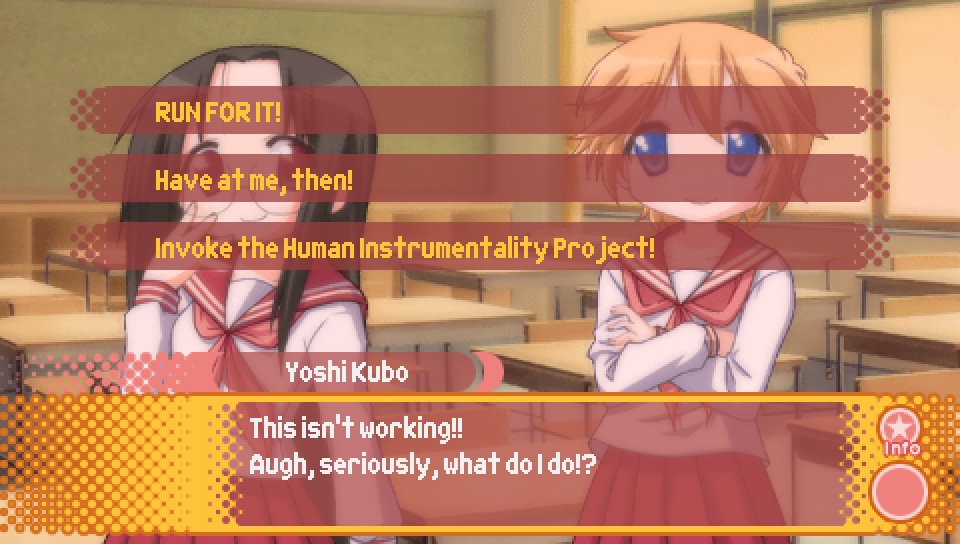 RUN FOR IT!
Have at me, then!
Invoke the Human Instrumentality Project!
Yoshi Kubo
This isn't working!!
Augh, seriously, what do I do!?
Info